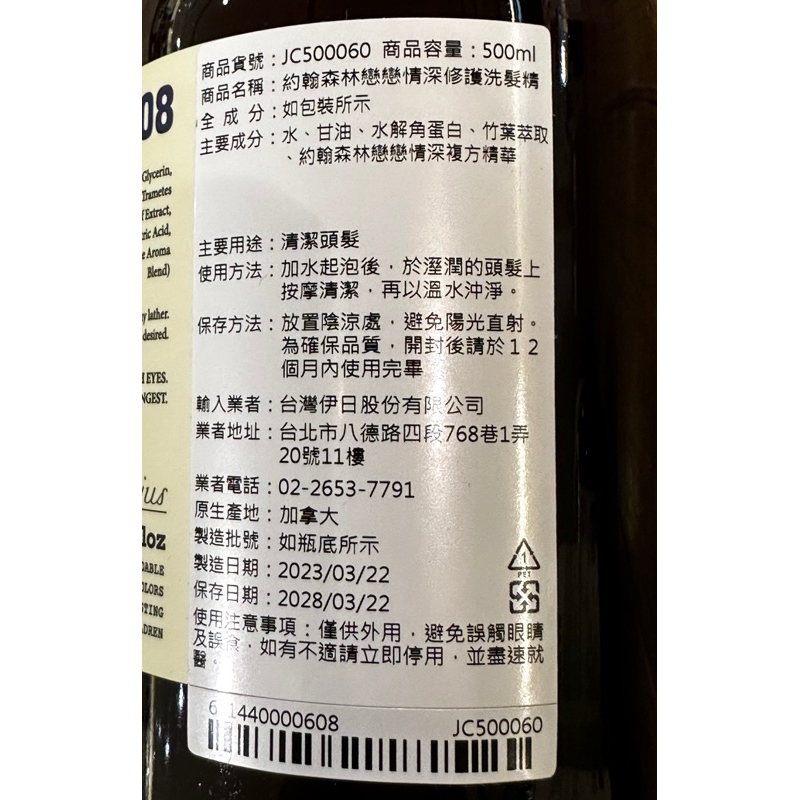 08
Glycerin,
Trametes
Extract,
ric Acid,
Aroma
Blend)
lather.
desired.
EYES.
商品貨號：JC500060 商品容量：500ml
商品名稱：約翰森林戀戀情深修護洗髮精
全 成 分：如包裝所示
主要成分：水、甘油、水解角蛋白、竹葉萃取
、約翰森林戀戀情深複方精華
主要用途：清潔頭髮
使用方法：加水起泡後，於溼潤的頭髮上
按摩清潔，再以溫水沖淨。
保存方法：放置陰涼處，避免陽光直射。
為確保品質，開封後請於１２
個月內使用完畢
輸入業者：台灣伊日股份有限公司
業者地址：台北市八德路四段768巷1弄
20號11樓
業者電話：02-2653-7791
原生產地：加拿大
製造批號：如瓶底所示
製造日期：2023/03/22
保存日期：2028/03/22
使用注意事項：僅供外用，避免誤觸眼睛
及誤食，如有不適請立即停用，並盡速就
醫。
1
PET
1440000608
JC500060